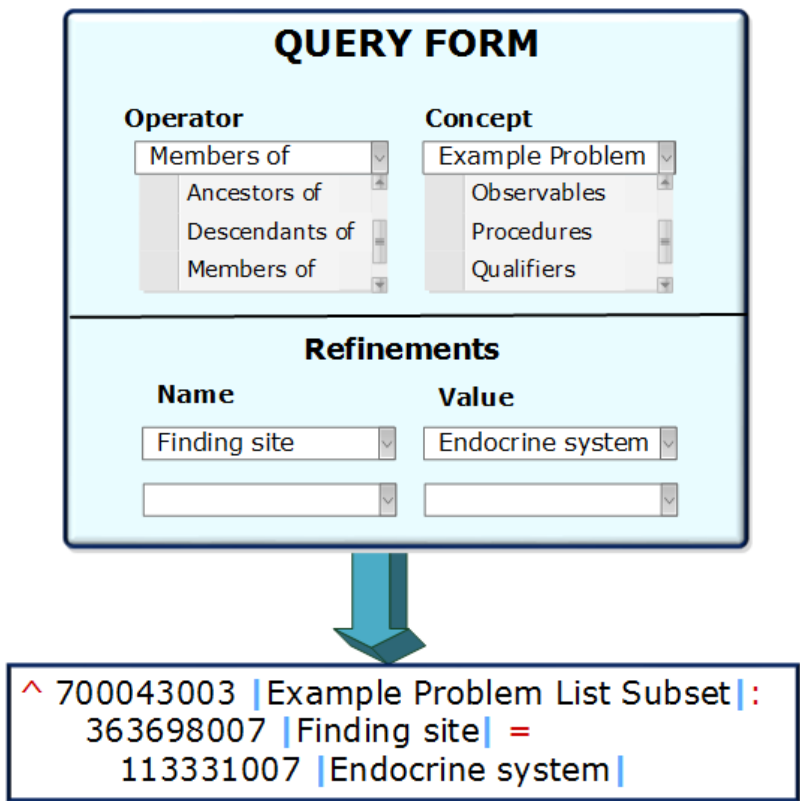 QUERY FORM
Operator Concept
Members of Example Problem
Ancestors of Observables
Descendants of Procedures
Members of Qualifiers
Refinements
Name Value
Finding site Endocrine system
^ 700043003 |Example Problem List Subset|:
363698007 |Finding site| =
113331007 |Endocrine system|